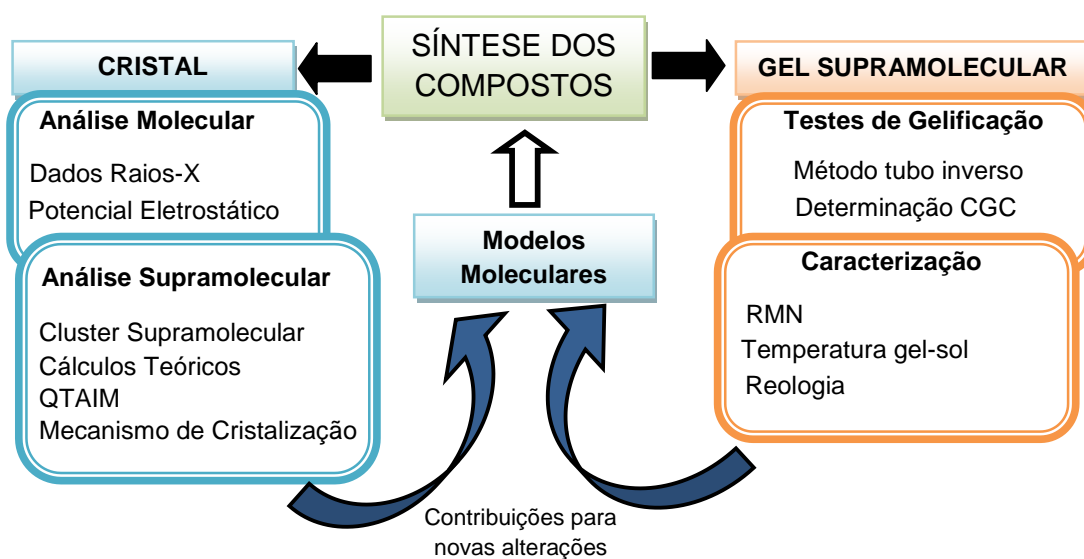 SÍNTESE DOS
COMPOSTOS
CRISTAL
Análise Molecular
Dados Raios-X
Potencial Eletrostático
Análise Supramolecular
Cluster Supramolecular
Cálculos Teóricos
QTAIM
Mecanismo de Cristalização
Modelos
Moleculares
GEL SUPRAMOLECULAR
Testes de Gelificação
Método tubo inverso
Determinação CGC
Caracterização
RMN
Temperatura gel-sol
Reologia
Contribuições para
novas alterações